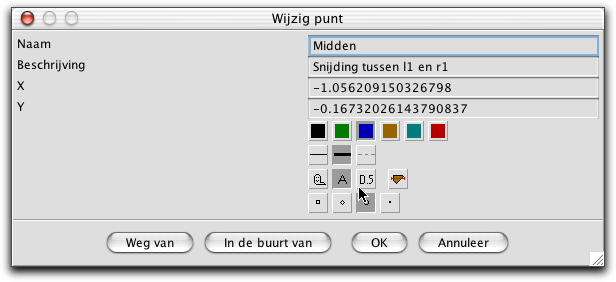 Wijzig punt
Naam Midden
Beschrijving Snijding tussen l1 en r1
X -1.056209150326798
Y -0.16732026143790837
A 0.5
Weg van In de buurt van OK Annuleer